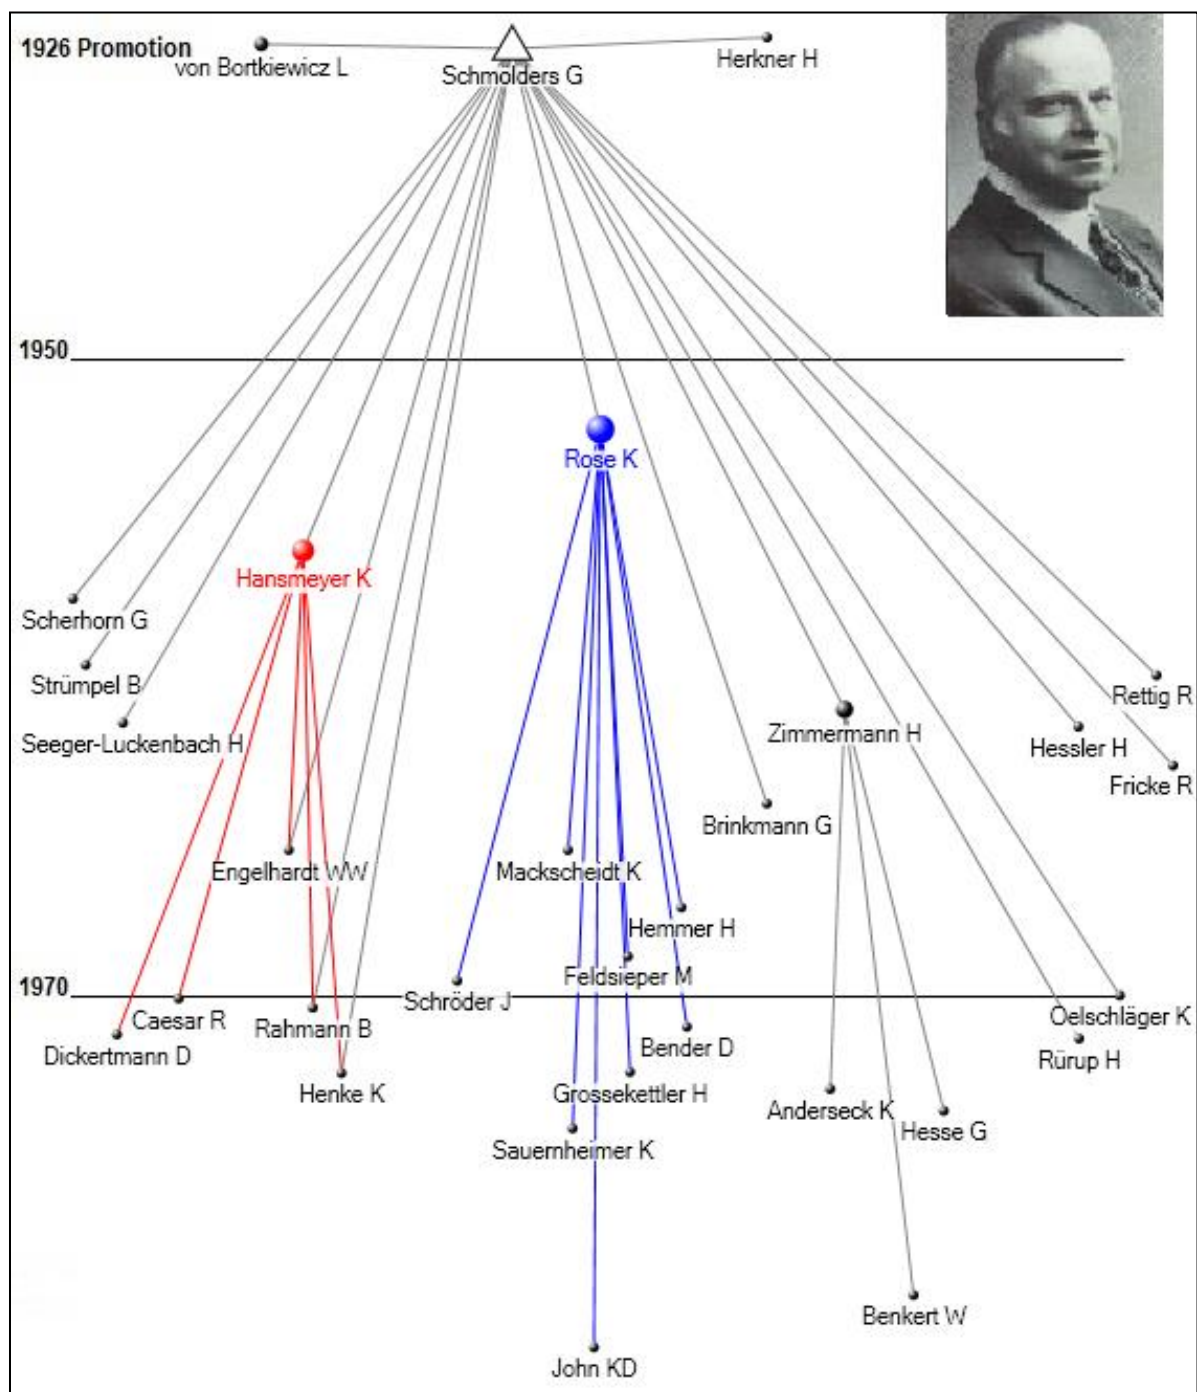 1926 Promotion
von Bortkiewicz L
Schmolders G
Herkner H
1950
Rose K
Hansmeyer K
Scherhorn G
Strümpel B
Seeger-Luckenbach H
Rettig R
Zimmermann H
Hessler H
Fricke R
Brinkmann G
Engelhardt WW
Mackscheidt K
Hemmer H
Feldsieper M
1970
Schröder J
Caesar R
Rahmann B
Oelschläger K
Dickertmann D
Bender D
Rürup H
Henke K
Grossekettler H
Anderseck K
Hesse G
Sauernheimer K
Benkert W
John KD